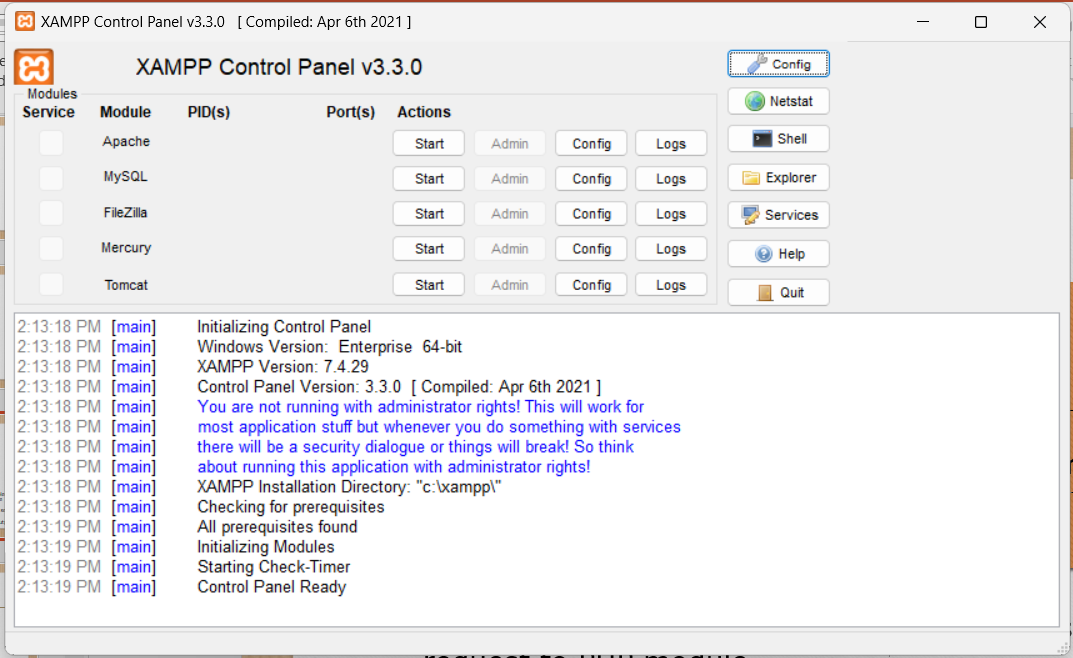 XAMPP Control Panel v3.3.0 [ Compiled: Apr 6th 2021 ]
XAMPP Control Panel v3.3.0
Config
Modules
Service Module PID(s) Port(s) Actions
Netstat
Apache Start Admin Config Logs
Shell
MySQL Start Admin Config Logs
Explorer
FileZilla Start Admin Config Logs
Services
Mercury Start Admin Config Logs
Help
Tomcat Start Admin Config Logs
Quit
2:13:18 PM [main] Initializing Control Panel
2:13:18 PM [main] Windows Version: Enterprise 64-bit
2:13:18 PM [main] XAMPP Version: 7.4.29
2:13:18 PM [main] Control Panel Version: 3.3.0 [ Compiled: Apr 6th 2021 ]
2:13:18 PM [main] You are not running with administrator rights! This will work for
2:13:18 PM [main] most application stuff but whenever you do something with services
2:13:18 PM [main] there will be a security dialogue or things will break! So think
2:13:18 PM [main] about running this application with administrator rights!
2:13:18 PM [main] XAMPP Installation Directory: "c:\xampp\"
2:13:18 PM [main] Checking for prerequisites
2:13:19 PM [main] All prerequisites found
2:13:19 PM [main] Initializing Modules
2:13:19 PM [main] Starting Check-Timer
2:13:19 PM [main] Control Panel Ready